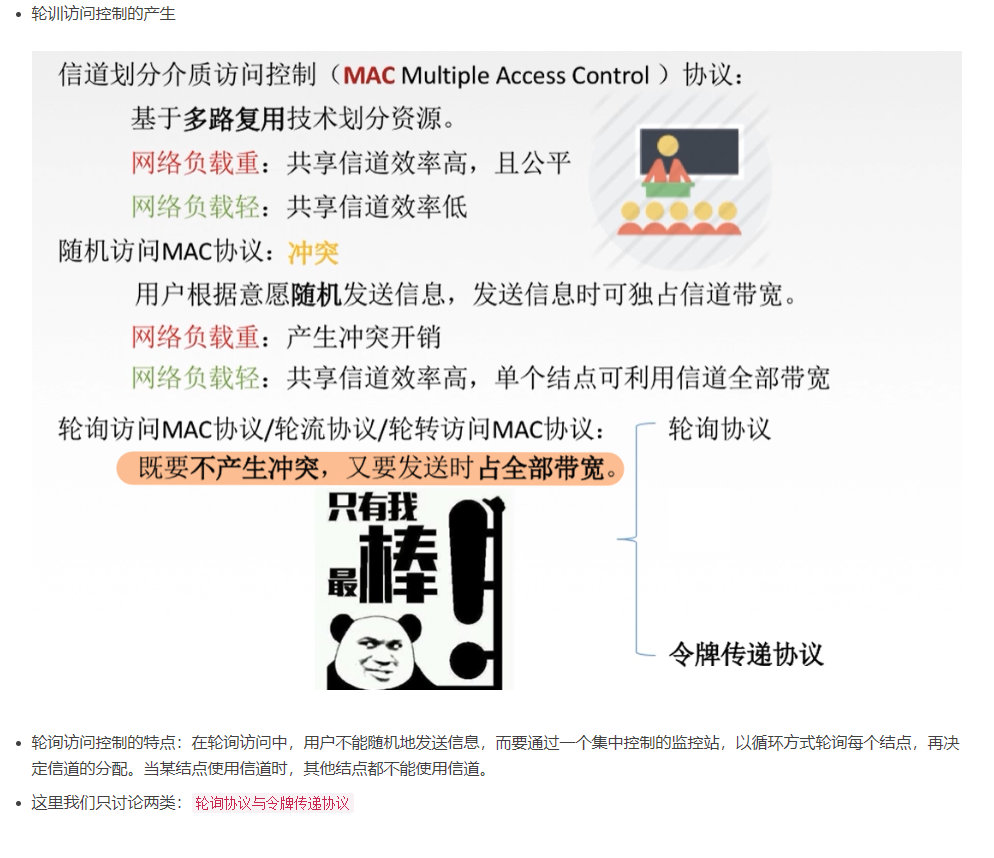 轮训访问控制的产生
信道划分介质访问控制（MAC Multiple Access Control ）协议：
基于多路复用技术划分资源。
网络负载重：共享信道效率高，且公平
网络负载轻：共享信道效率低
随机访问MAC协议：冲突
用户根据意愿随机发送信息，发送信息时可独占信道带宽。
网络负载重：产生冲突开销
网络负载轻：共享信道效率高，单个结点可利用信道全部带宽
轮询访问MAC协议/轮流协议/轮转访问MAC协议：
轮询协议
既要不产生冲突，又要发送时占全部带宽。
只有我
最棒！
令牌传递协议
轮询访问控制的特点：在轮询访问中，用户不能随机地发送信息，而要通过一个集中控制的监控站，以循环方式轮询每个结点，再决
定信道的分配。当某结点使用信道时，其他结点都不能使用信道。
这里我们只讨论两类：轮询协议与令牌传递协议